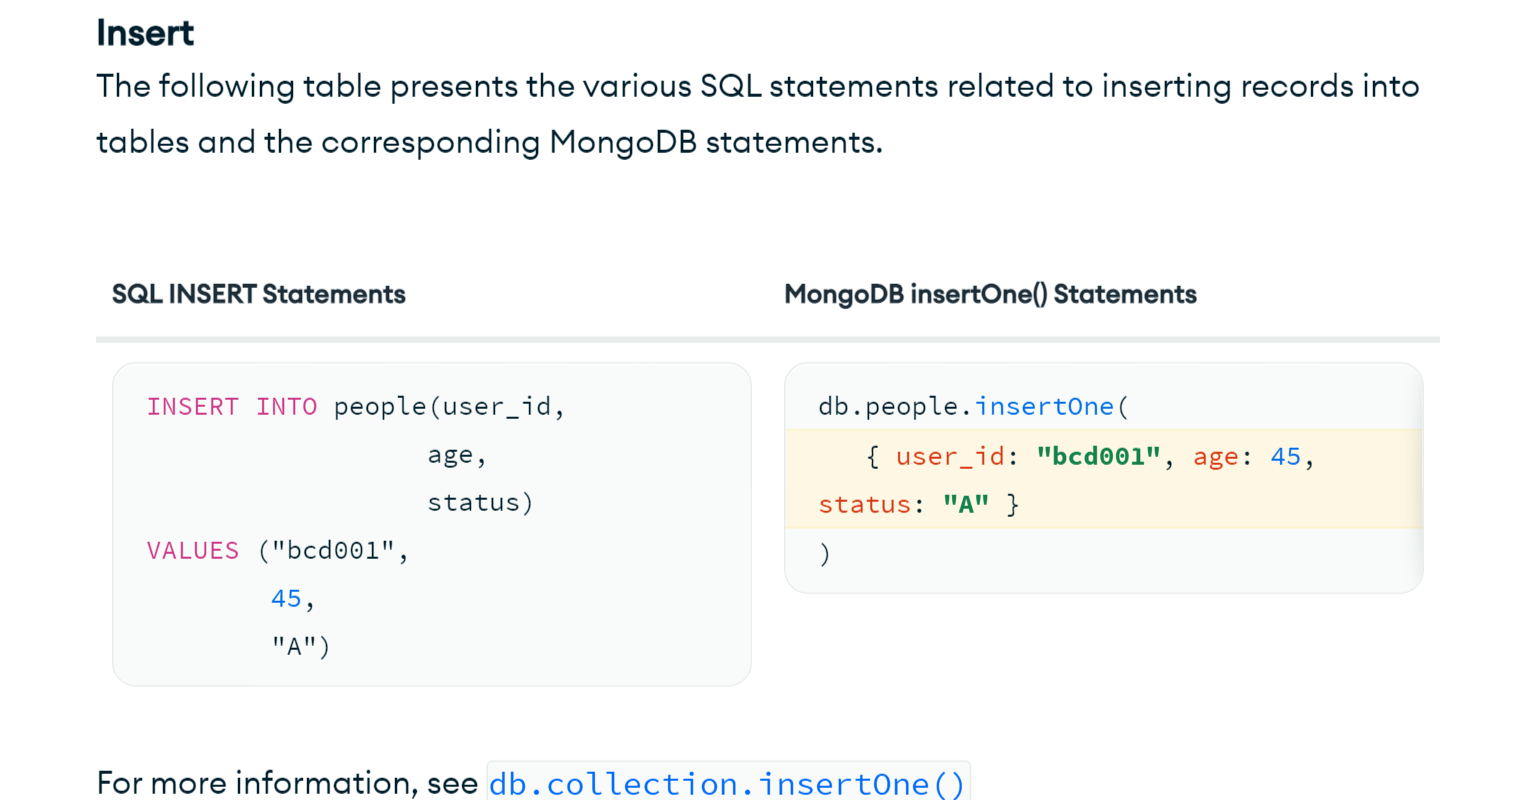 Insert
The following table presents the various SQL statements related to inserting records into
tables and the corresponding MongoDB statements.
SQL INSERT Statements
MongoDB insertOne() Statements
INSERT INTO people(user_id,
age,
status)
VALUES ("bcd001",
45,
"A")
db.people.insertOne(
{ user_id: "bcd001", age: 45,
status: "A" }
)
For more information, see db.collection.insertOne()